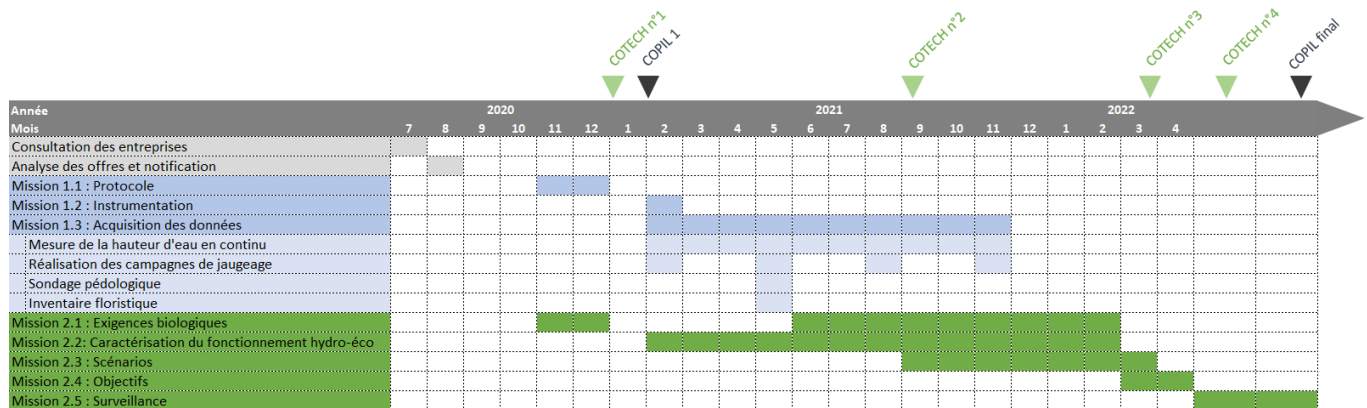 COTECH n°1
COPIL 1
COTECH n°2
COTECH n°3
COTECH n°4
COPIL final
Année 2020 2021 2022
Mois 7 8 9 10 11 12 1 2 3 4 5 6 7 8 9 10 11 12 1 2 3 4
Consultation des entreprises
Analyse des offres et notification
Mission 1.1 : Protocole
Mission 1.2 : Instrumentation
Mission 1.3 : Acquisition des données
Mesure de la hauteur d'eau en continu
Réalisation des campagnes de jaugeage
Sondage pédologique
Inventaire floristique
Mission 2.1 : Exigences biologiques
Mission 2.2: Caractérisation du fonctionnement hydro-éco
Mission 2.3 : Scénarios
Mission 2.4 : Objectifs
Mission 2.5 : Surveillance